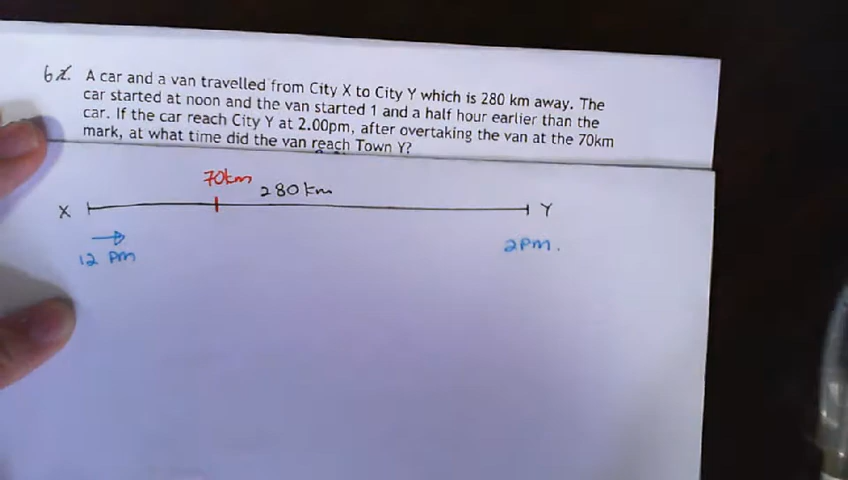 62. A car and a van travelled from City X to City Y which is 280 km away. The
car started at noon and the van started 1 and a half hour earlier than the
car. If the car reach City Y at 2.00pm, after overtaking the van at the 70km
mark, at what time did the van reach Town Y?
70km
280 km
X
Y
12 pm
2pm.